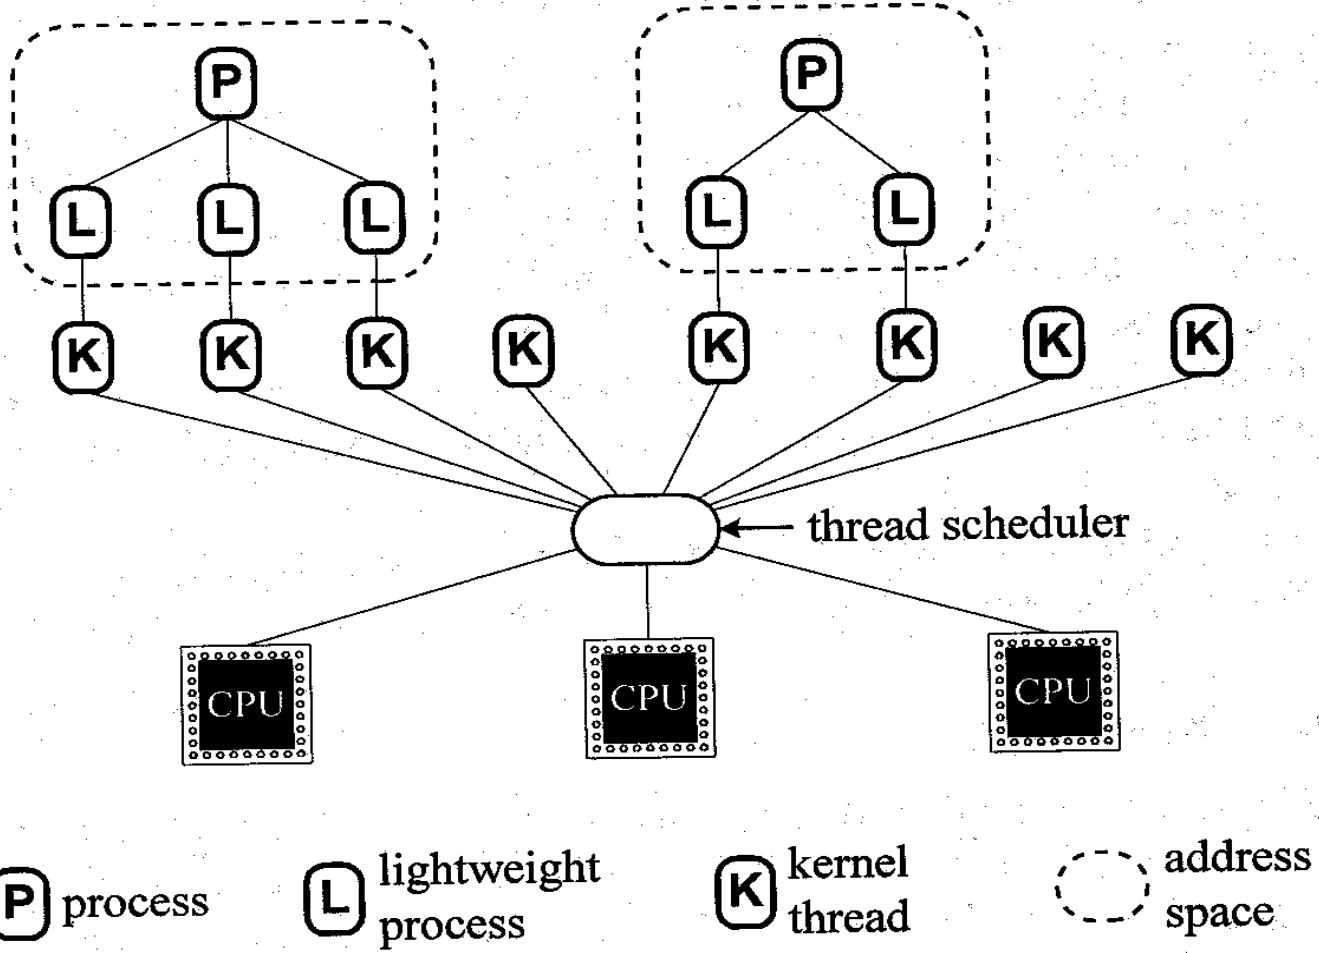 P P
L L L L L
K K K K K K K K
thread scheduler
CPU CPU CPU
P process
L lightweight process
K kernel thread
address space